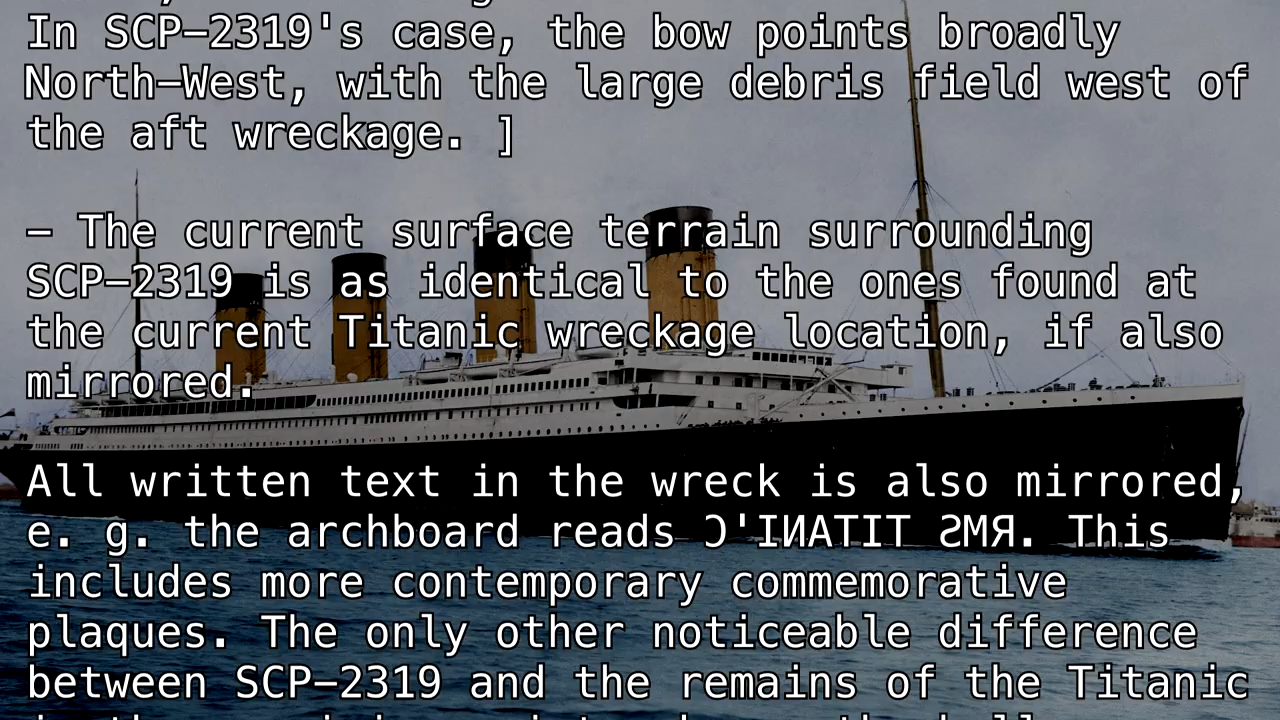 In SCP–2319's case, the bow points broadly
North–West, with the large debris field west of
the aft wreckage. ]
– The current surface terrain surrounding
SCP–2319 is as identical to the ones found at
the current Titanic wreckage location, if also
mirrored.
All written text in the wreck is also mirrored,
e. g. the archboard reads Ɔ'IИATIT ƧMЯ. This
includes more contemporary commemorative
plaques. The only other noticeable difference
between SCP–2319 and the remains of the Titanic